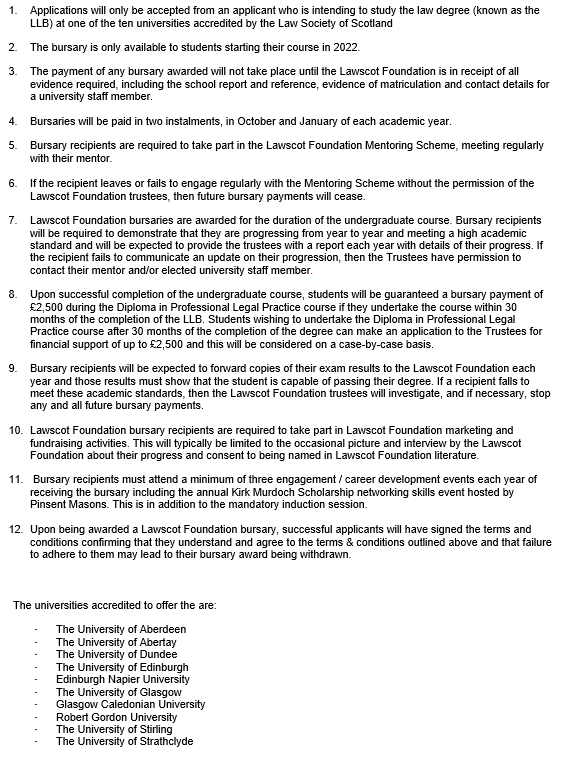 1. Applications will only be accepted from an applicant who is intending to study the law degree (known as the
LLB) at one of the ten universities accredited by the Law Society of Scotland
2. The bursary is only available to students starting their course in 2022.
3. The payment of any bursary awarded will not take place until the Lawscot Foundation is in receipt of all
evidence required, including the school report and reference, evidence of matriculation and contact details for
a university staff member.
4. Bursaries will be paid in two instalments, in October and January of each academic year.
5. Bursary recipients are required to take part in the Lawscot Foundation Mentoring Scheme, meeting regularly
with their mentor.
6. If the recipient leaves or fails to engage regularly with the Mentoring Scheme without the permission of the
Lawscot Foundation trustees, then future bursary payments will cease.
7. Lawscot Foundation bursaries are awarded for the duration of the undergraduate course. Bursary recipients
will be required to demonstrate that they are progressing from year to year and meeting a high academic
standard and will be expected to provide the trustees with a report each year with details of their progress. If
the recipient fails to communicate an update on their progression, then the Trustees have permission to
contact their mentor and/or elected university staff member.
8. Upon successful completion of the undergraduate course, students will be guaranteed a bursary payment of
£2,500 during the Diploma in Professional Legal Practice course if they undertake the course within 30
months of the completion of the LLB. Students wishing to undertake the Diploma in Professional Legal
Practice course after 30 months of the completion of the degree can make an application to the Trustees for
financial support of up to £2,500 and this will be considered on a case-by-case basis.
9. Bursary recipients will be expected to forward copies of their exam results to the Lawscot Foundation each
year and those results must show that the student is capable of passing their degree. If a recipient falls to
meet these academic standards, then the Lawscot Foundation trustees will investigate, and if necessary, stop
any and all future bursary payments.
10. Lawscot Foundation bursary recipients are required to take part in Lawscot Foundation marketing and
fundraising activities. This will typically be limited to the occasional picture and interview by the Lawscot
Foundation about their progress and consent to being named in Lawscot Foundation literature.
11. Bursary recipients must attend a minimum of three engagement / career development events each year of
receiving the bursary including the annual Kirk Murdoch Scholarship networking skills event hosted by
Pinsent Masons. This is in addition to the mandatory induction session.
12. Upon being awarded a Lawscot Foundation bursary, successful applicants will have signed the terms and
conditions confirming that they understand and agree to the terms & conditions outlined above and that failure
to adhere to them may lead to their bursary award being withdrawn.
The universities accredited to offer the are:
- The University of Aberdeen
- The University of Abertay
- The University of Dundee
- The University of Edinburgh
- Edinburgh Napier University
- The University of Glasgow
- Glasgow Caledonian University
- Robert Gordon University
- The University of Stirling
- The University of Strathclyde